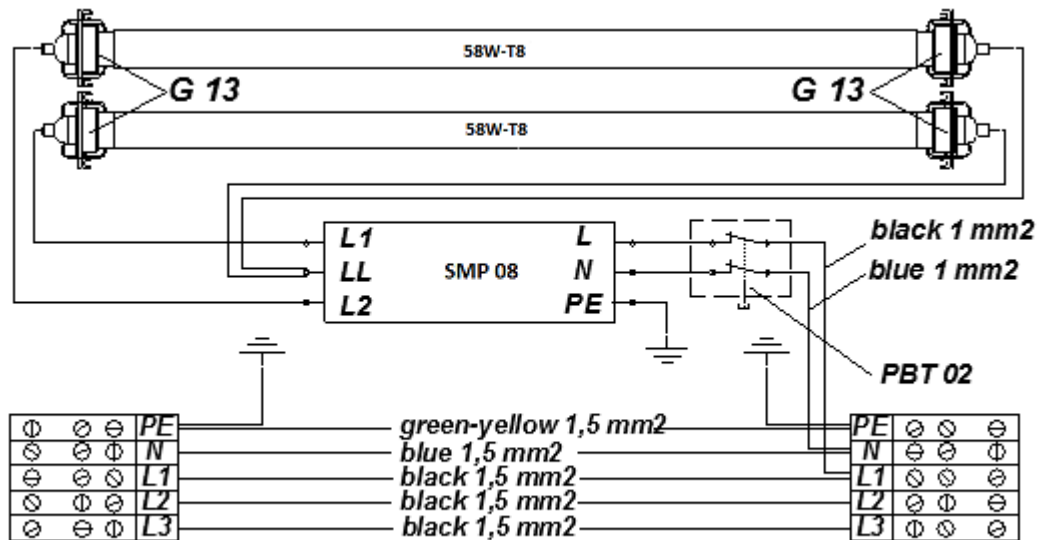 58W-T8
G 13
G 13
58W-T8
L1
L
black 1 mm2
LL
SMP 08
N
blue 1 mm2
L2
PE
PBT 02
PE
green-yellow 1,5 mm2
PE
N
blue 1,5 mm2
N
L1
black 1,5 mm2
L1
L2
black 1,5 mm2
L2
L3
black 1,5 mm2
L3